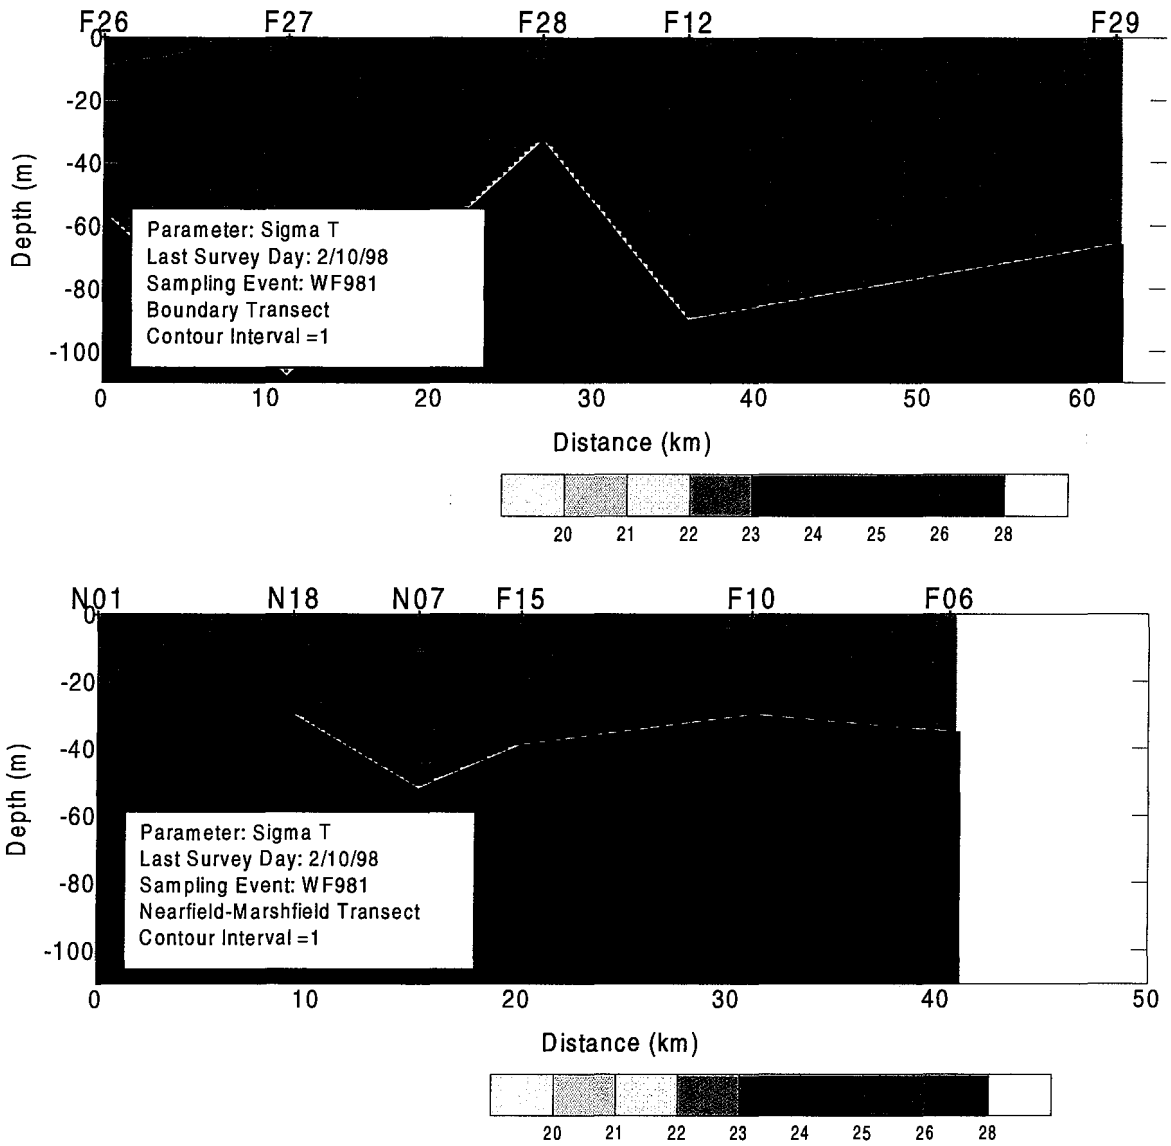 F26 F27 F28 F12 F29
0
-20
-40
-60
-80
-100
Depth (m)
Parameter: Sigma T
Last Survey Day: 2/10/98
Sampling Event: WF981
Boundary Transect
Contour Interval =1
0 10 20 30 40 50 60
Distance (km)
20 21 22 23 24 25 26 28
N01 N18 N07 F15 F10 F06
0
-20
-40
-60
-80
-100
Depth (m)
Parameter: Sigma T
Last Survey Day: 2/10/98
Sampling Event: WF981
Nearfield-Marshfield Transect
Contour Interval =1
0 10 20 30 40 50
Distance (km)
20 21 22 23 24 25 26 28